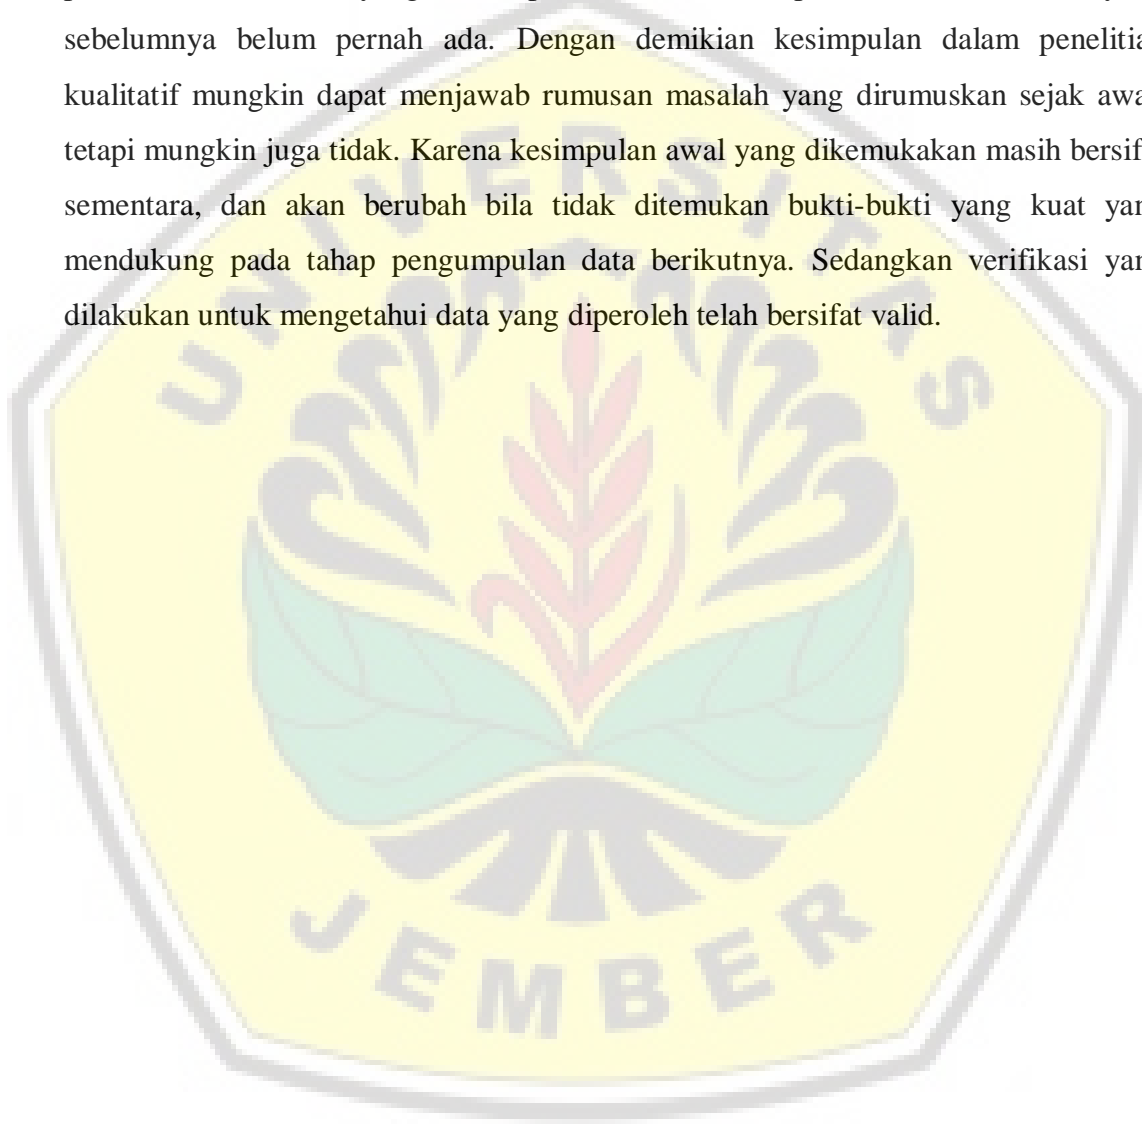 sebelumnya belum pernah ada. Dengan demikian kesimpulan dalam penelitia
kualitatif mungkin dapat menjawab rumusan masalah yang dirumuskan sejak awa
tetapi mungkin juga tidak. Karena kesimpulan awal yang dikemukakan masih bersif
sementara, dan akan berubah bila tidak ditemukan bukti-bukti yang kuat yan
mendukung pada tahap pengumpulan data berikutnya. Sedangkan verifikasi yan
dilakukan untuk mengetahui data yang diperoleh telah bersifat valid.
UNIVERSITAS
JEMBER